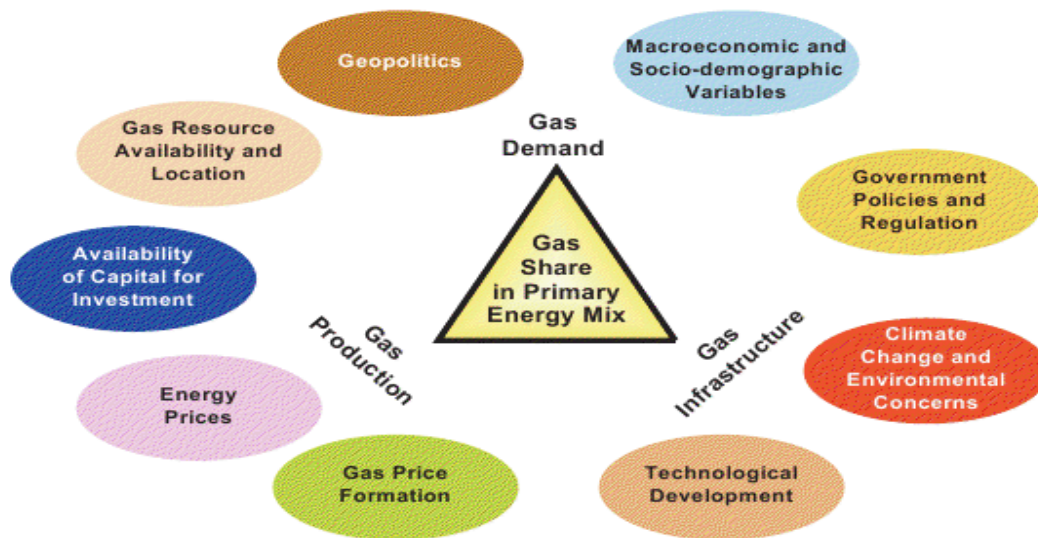 Geopolitics
Macroeconomic and
Socio-demographic
Variables
Gas Resource
Availability and
Location
Gas
Demand
Government
Policies and
Regulation
Availability
of Capital for
Investment
Gas
Share
in Primary
Energy Mix
Gas
Production
Gas
Infrastructure
Climate
Change and
Environmental
Concerns
Energy
Prices
Gas Price
Formation
Technological
Development